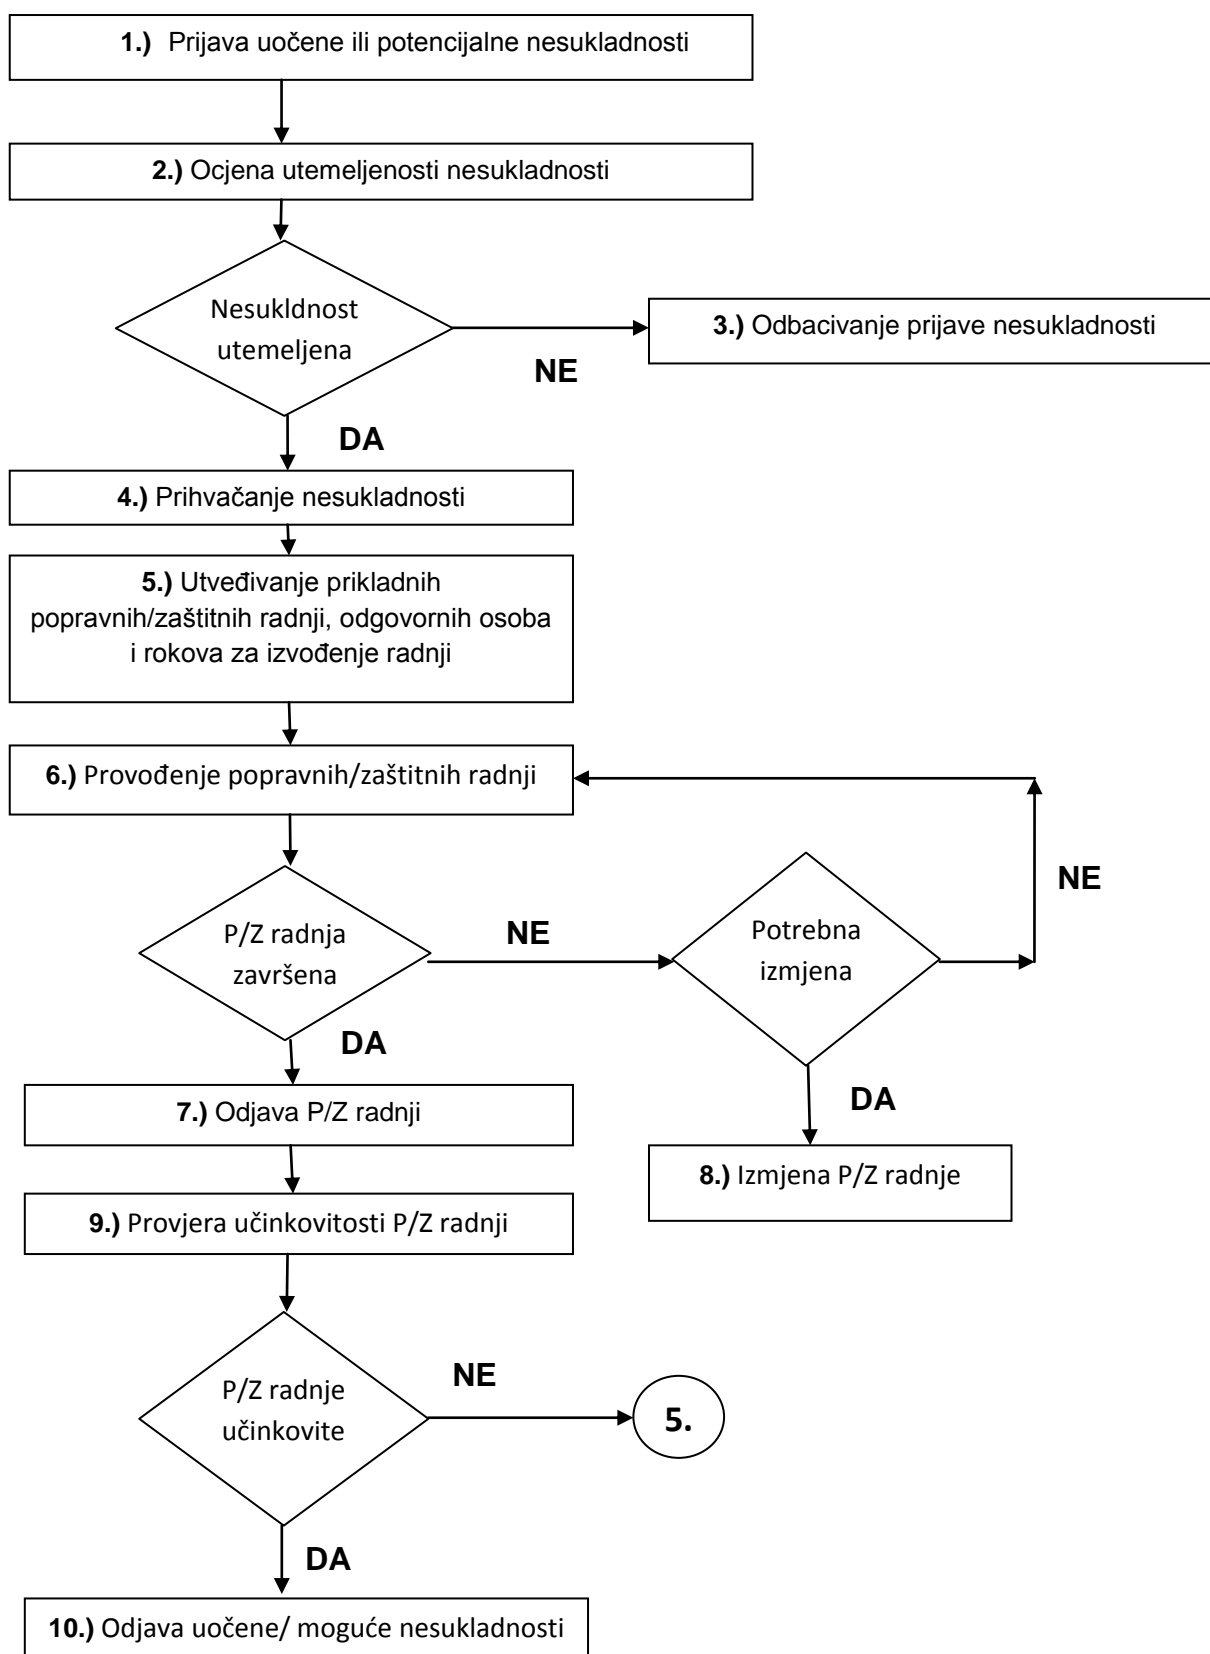 1.) Prijava uočene ili potencijalne nesukladnosti
2.) Ocjena utemeljenosti nesukladnosti
Nesukldnost
utemeljena
NE
3.) Odbacivanje prijave nesukladnosti
DA
4.) Prihvačanje nesukladnosti
5.) Utveđivanje prikladnih
popravnih/zaštitnih radnji, odgovornih osoba
i rokova za izvođenje radnji
6.) Provođenje popravnih/zaštitnih radnji
P/Z radnja
završena
NE
Potrebna
izmjena
NE
DA
DA
7.) Odjava P/Z radnji
8.) Izmjena P/Z radnje
9.) Provjera učinkovitosti P/Z radnji
P/Z radnje
učinkovite
NE
5.
DA
10.) Odjava uočene/ moguće nesukladnosti